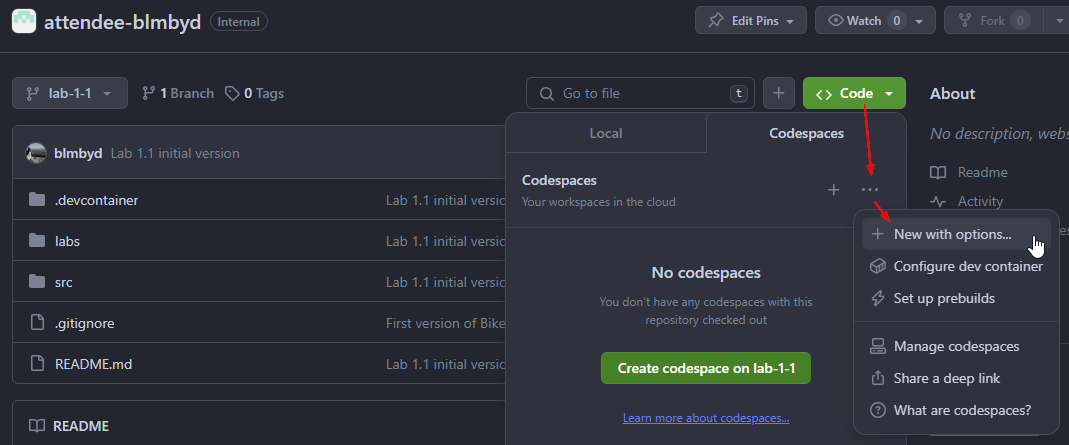 attendee-blmbyd Internal
Edit Pins
Watch 0
Fork 0
lab-1-1
1 Branch
0 Tags
Go to file t
Code
About
No description, webs
Readme
Activity
blmbyd Lab 1.1 initial version
.devcontainer Lab 1.1 initial versio
labs Lab 1.1 initial versio
src Lab 1.1 initial versio
.gitignore First version of Bike
README.md Lab 1.1 initial versio
README
Local
Codespaces
Codespaces
Your workspaces in the cloud
No codespaces
You don't have any codespaces with this
repository checked out
Create codespace on lab-1-1
Learn more about codespaces...
New with options...
Configure dev container
Set up prebuilds
Manage codespaces
Share a deep link
What are codespaces?